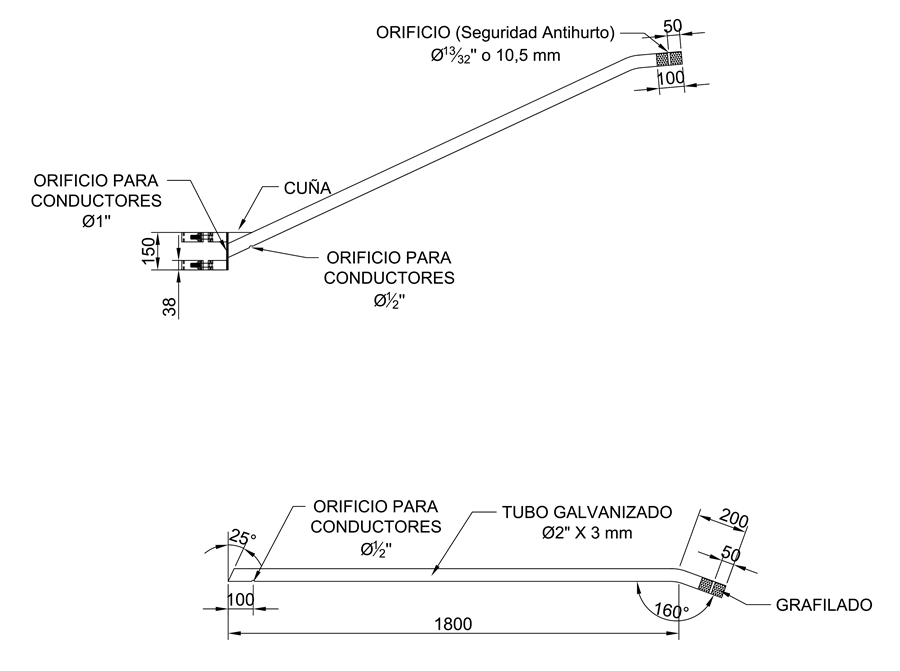 ORIFICIO (Seguridad Antihurto)
Ø13/32" o 10,5 mm
50
100
ORIFICIO PARA
CONDUCTORES
Ø1"
CUÑA
150
38
ORIFICIO PARA
CONDUCTORES
Ø1/2"
ORIFICIO PARA
CONDUCTORES
Ø1/2"
TUBO GALVANIZADO
Ø2" X 3 mm
200
50
25°
100
160°
GRAFILADO
1800